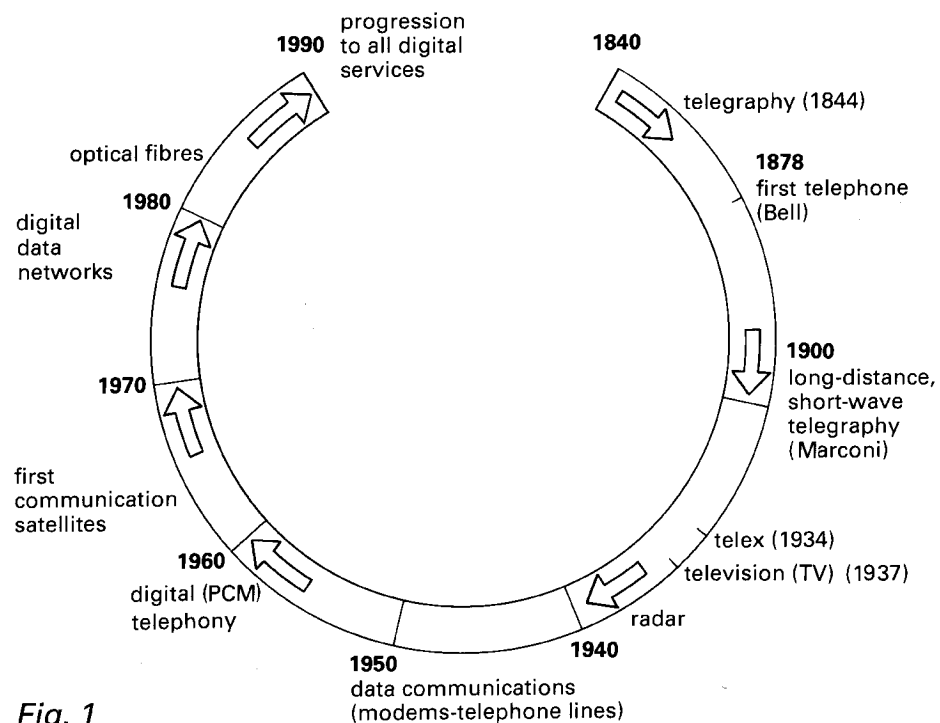 1840
telegraphy (1844)
1878
first telephone
(Bell)
1900
long-distance,
short-wave
telegraphy
(Marconi)
telex (1934)
television (TV) (1937)
radar
1940
1950
data communications
(modems-telephone lines)
1960
digital (PCM)
telephony
first
communication
satellites
1970
digital
data
networks
1980
optical fibres
1990
progression
to all digital
services
Fig. 1